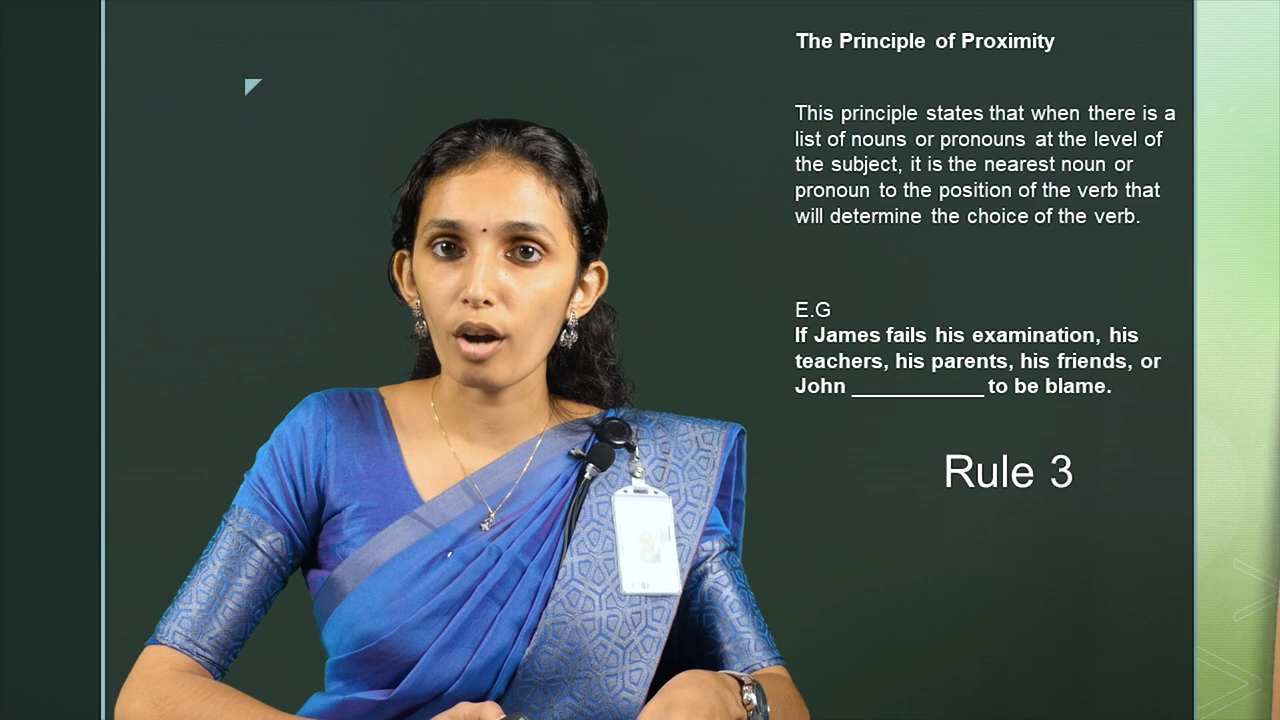 The Principle of Proximity
This principle states that when there is a
list of nouns or pronouns at the level of
the subject, it is the nearest noun or
pronoun to the position of the verb that
will determine the choice of the verb.
E.G
If James fails his examination, his
teachers, his parents, his friends, or
John ___________ to be blame.
Rule 3